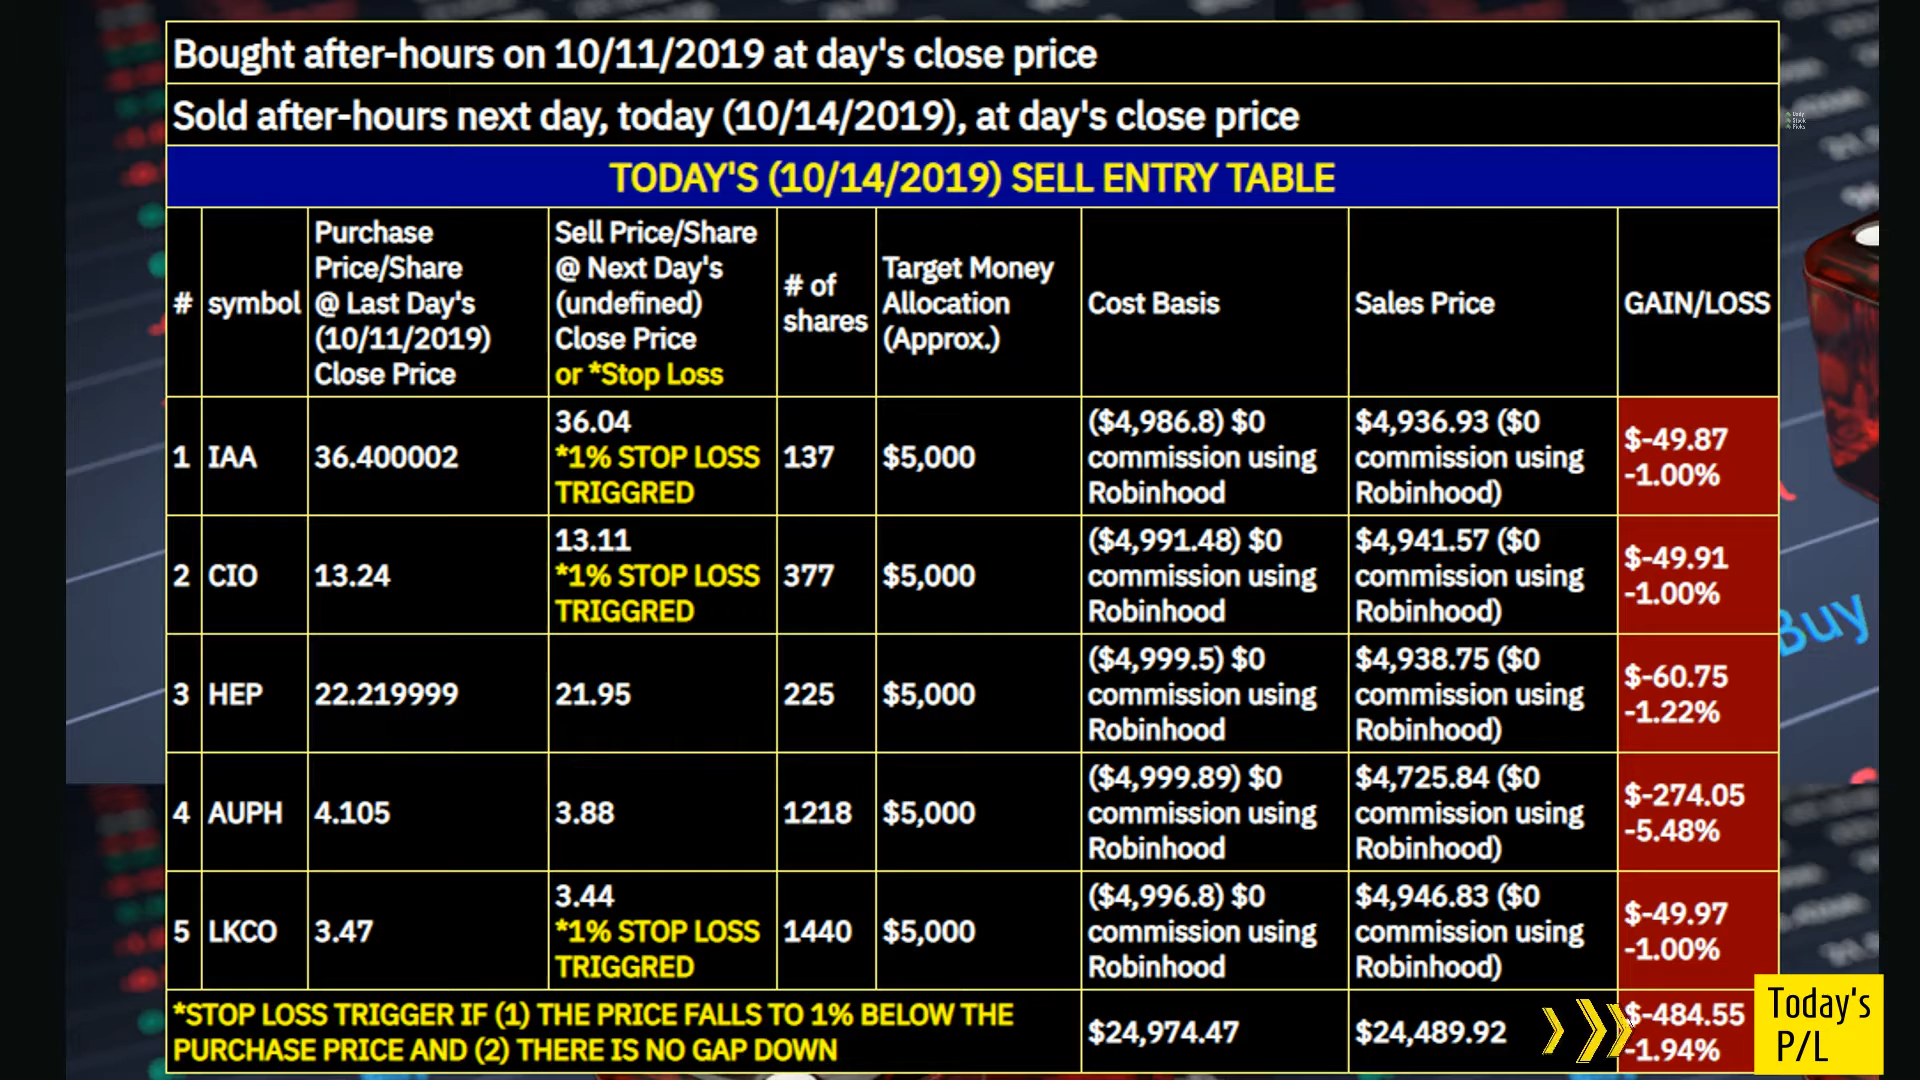 Bought after-hours on 10/11/2019 at day's close price
Sold after-hours next day, today (10/14/2019), at day's close price
TODAY'S (10/14/2019) SELL ENTRY TABLE
#
symbol
Purchase
Price/Share
@ Last Day's
(10/11/2019)
Close Price
Sell Price/Share
@ Next Day's
(undefined)
Close Price
or *Stop Loss
# of
shares
Target Money
Allocation
(Approx.)
Cost Basis
Sales Price
GAIN/LOSS
1
IAA
36.400002
36.04
*1% STOP LOSS
TRIGGRED
137
$5,000
($4,986.8) $0
commission using
Robinhood
$4,936.93 ($0
commission using
Robinhood)
$-49.87
-1.00%
2
CIO
13.24
13.11
*1% STOP LOSS
TRIGGRED
377
$5,000
($4,991.48) $0
commission using
Robinhood
$4,941.57 ($0
commission using
Robinhood)
$-49.91
-1.00%
3
HEP
22.219999
21.95
225
$5,000
($4,999.5) $0
commission using
Robinhood
$4,938.75 ($0
commission using
Robinhood)
$-60.75
-1.22%
4
AUPH
4.105
3.88
1218
$5,000
($4,999.89) $0
commission using
Robinhood
$4,725.84 ($0
commission using
Robinhood)
$-274.05
-5.48%
5
LKCO
3.47
3.44
*1% STOP LOSS
TRIGGRED
1440
$5,000
($4,996.8) $0
commission using
Robinhood
$4,946.83 ($0
commission using
Robinhood)
$-49.97
-1.00%
*STOP LOSS TRIGGER IF (1) THE PRICE FALLS TO 1% BELOW THE
PURCHASE PRICE AND (2) THERE IS NO GAP DOWN
$24,974.47
$24,489.92
$-484.55
-1.94%
Today's
P/L
Buy
Daily
Stock
Picks